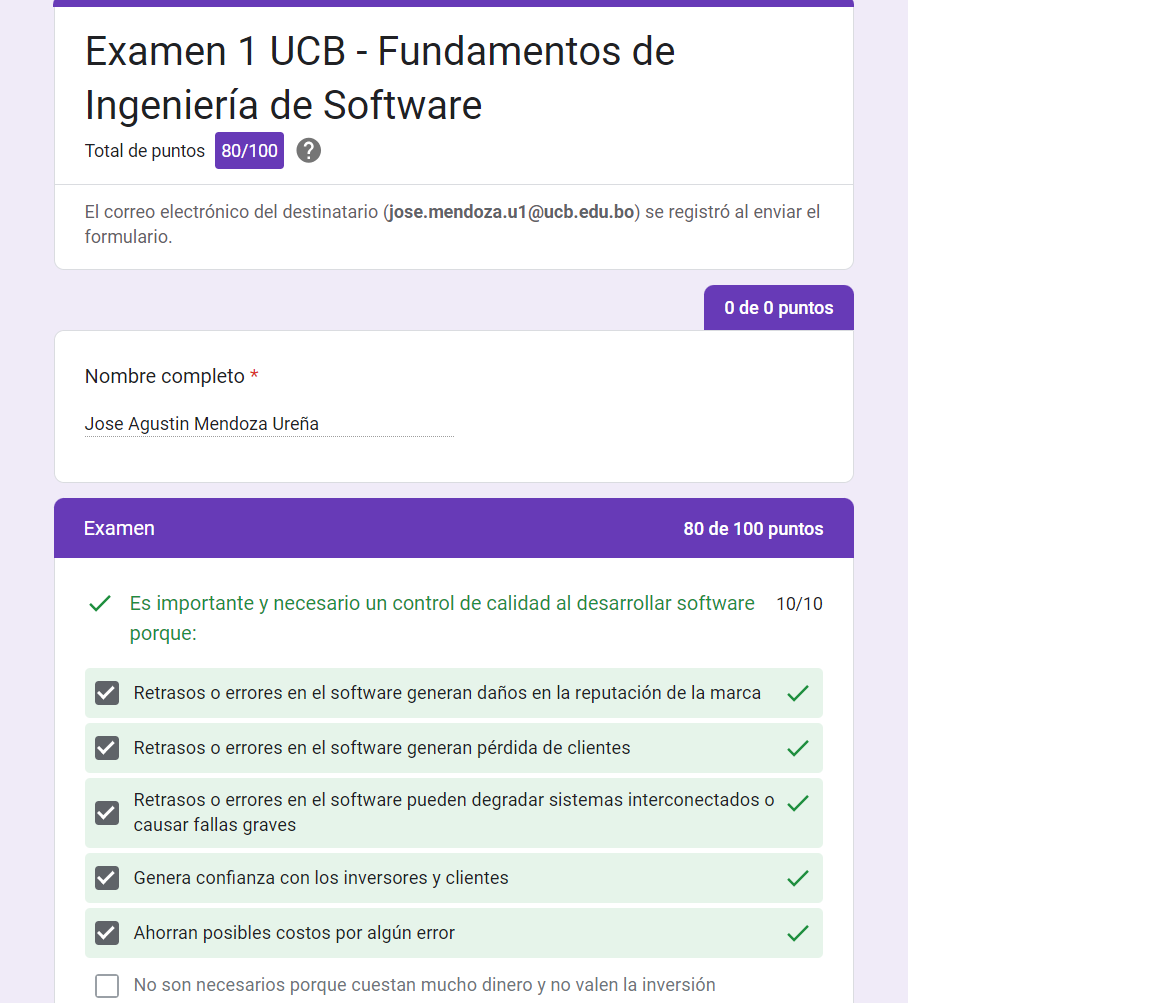 Examen 1 UCB - Fundamentos de
Ingeniería de Software
Total de puntos 80/100 ?
El correo electrónico del destinatario (jose.mendoza.u1@ucb.edu.bo) se registró al enviar el
formulario.
0 de 0 puntos
Nombre completo *
Jose Agustin Mendoza Ureña
Examen 80 de 100 puntos
Es importante y necesario un control de calidad al desarrollar software 10/10
porque:
Retrasos o errores en el software generan daños en la reputación de la marca
Retrasos o errores en el software generan pérdida de clientes
Retrasos o errores en el software pueden degradar sistemas interconectados o
causar fallas graves
Genera confianza con los inversores y clientes
Ahorran posibles costos por algún error
No son necesarios porque cuestan mucho dinero y no valen la inversión